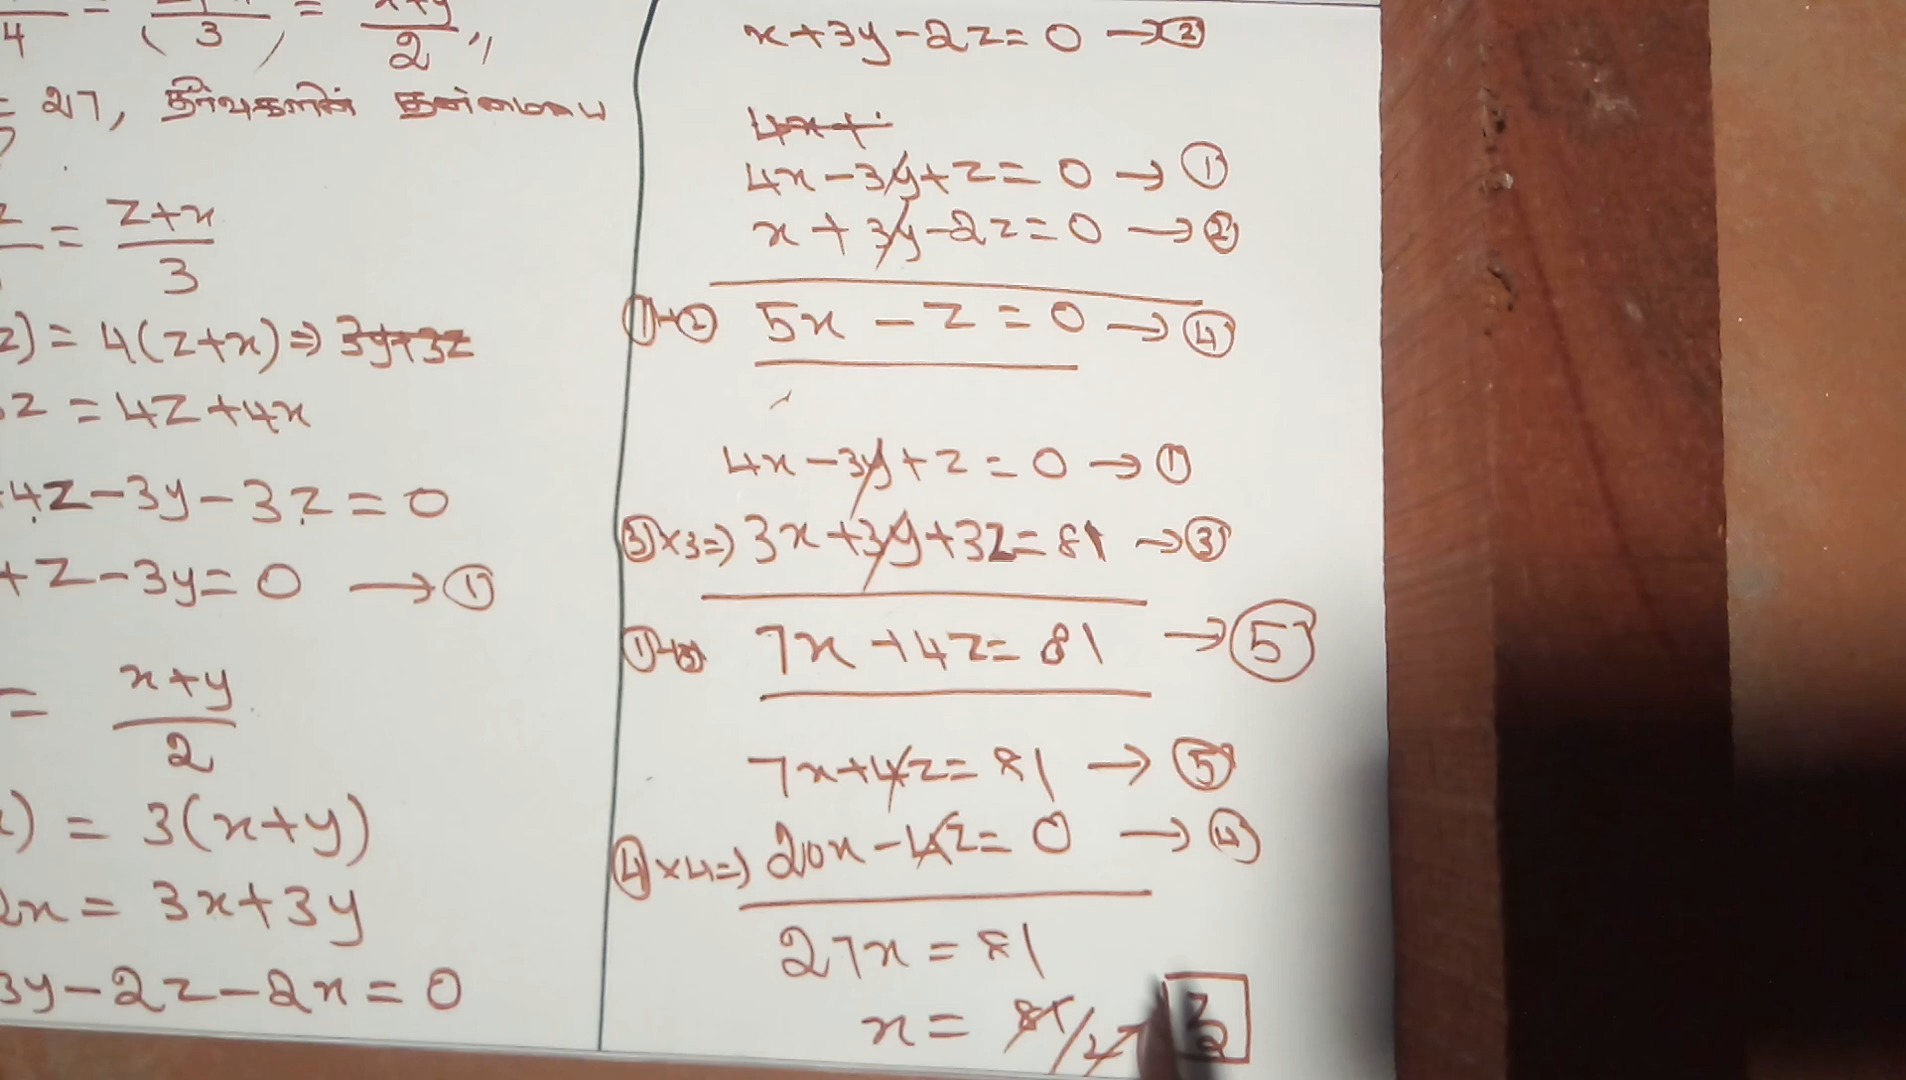 4 = ( 3 ) = x+y/2,,
= 27, தீர்வுகளின் தன்மையை
= z+x/3
z) = 4(z+x) ⇒ 3y+3z
3z = 4z+4x
4z-3y-3z=0
+z-3y=0 → ①
= x+y/2
) = 3(x+y)
2x = 3x+3y
3y-2z-2x=0
x+3y-2z=0 → ②
4x+
4x-3y+z=0 → ①
x+3y-2z=0 → ②
①+② 5x-z=0 → ④
4x-3y+z=0 → ①
③×3⇒) 3x+3y+3z=81 → ③
①+③ 7x+4z=81 → ⑤
7x+4z=81 → ⑤
④×4⇒) 20x-4z=0 → ④
27x=81
x=81/27